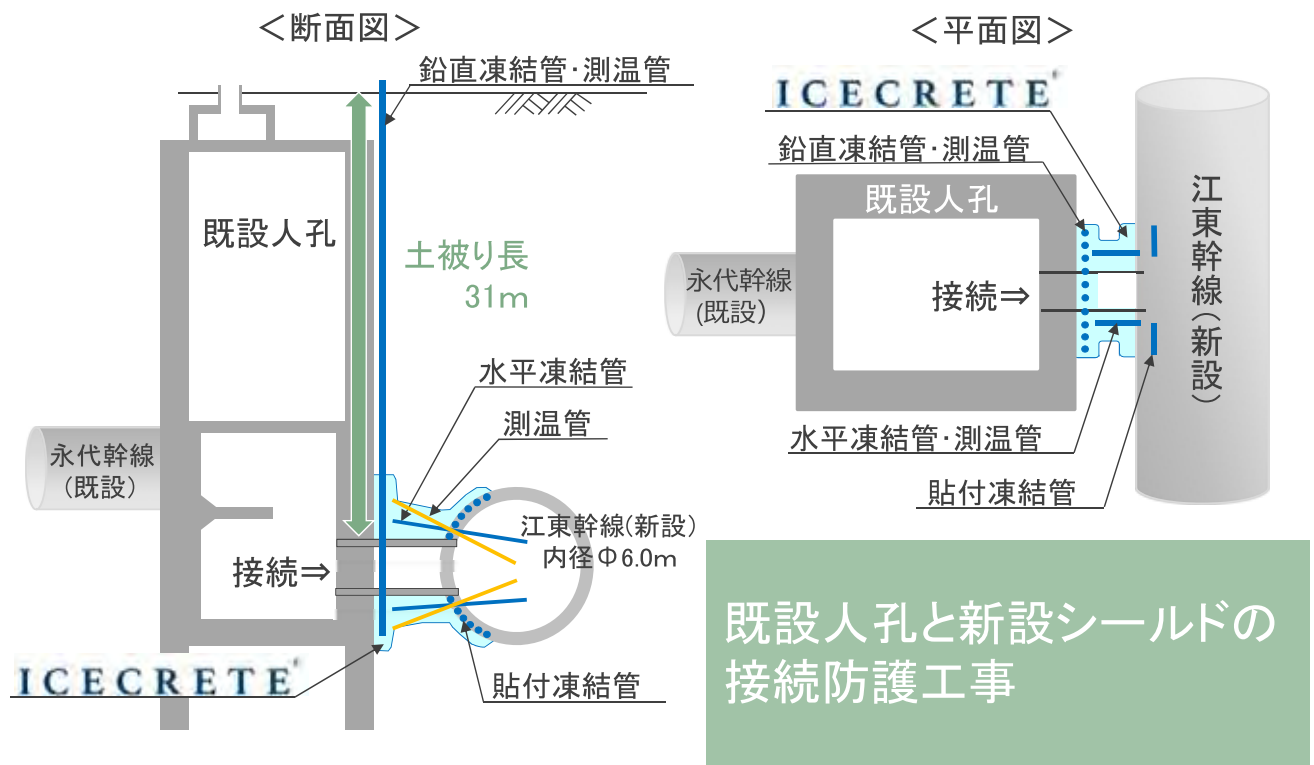 ＜断面図＞
鉛直凍結管・測温管
既設人孔
土被り長
31m
水平凍結管
測温管
永代幹線
(既設)
江東幹線(新設)
内径Φ6.0m
接続⇒
ICECRETE®
貼付凍結管
＜平面図＞
ICECRETE®
鉛直凍結管・測温管
既設人孔
江東幹線(新設)
永代幹線
(既設)
接続⇒
水平凍結管・測温管
貼付凍結管
既設人孔と新設シールドの
接続防護工事